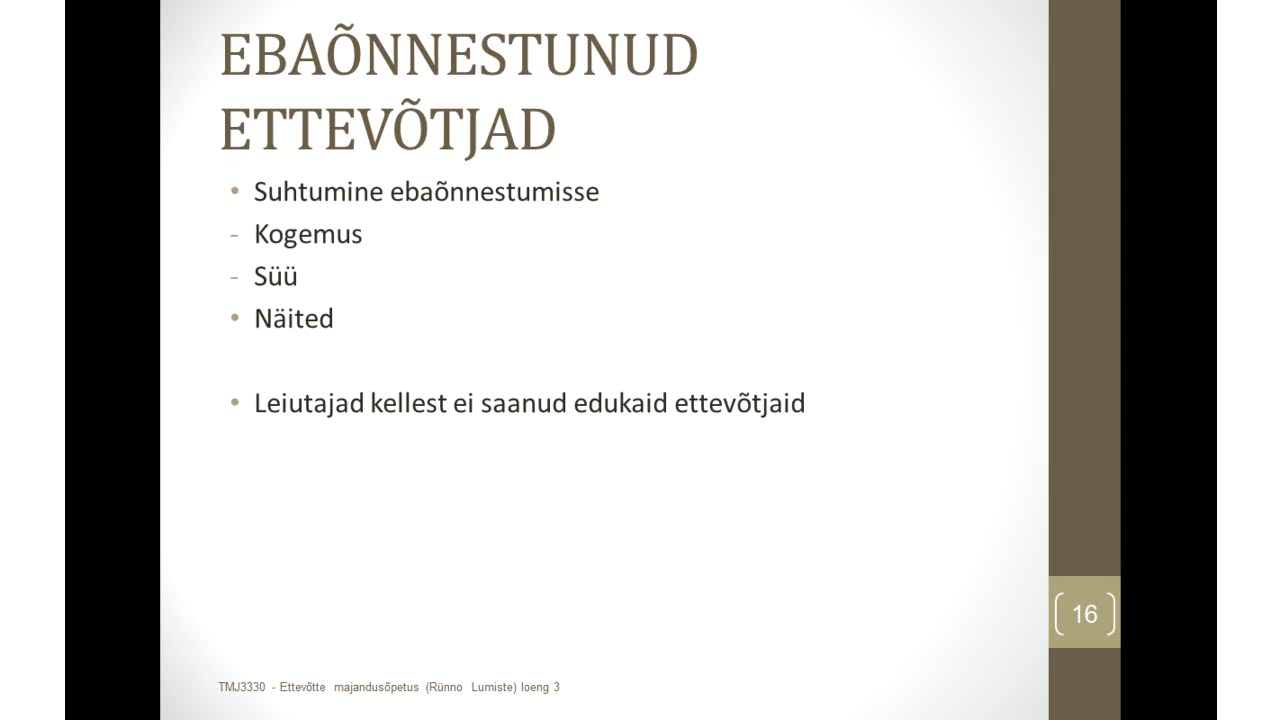 EBAÕNNESTUNUD
ETTEVÕTJAD
• Suhtumine ebaõnnestumisse
- Kogemus
- Süü
• Näited
• Leiutajad kellest ei saanud edukaid ettevõtjaid
16
TMJ3330 - Ettevõtte majandusõpetus (Rünno Lumiste) loeng 3